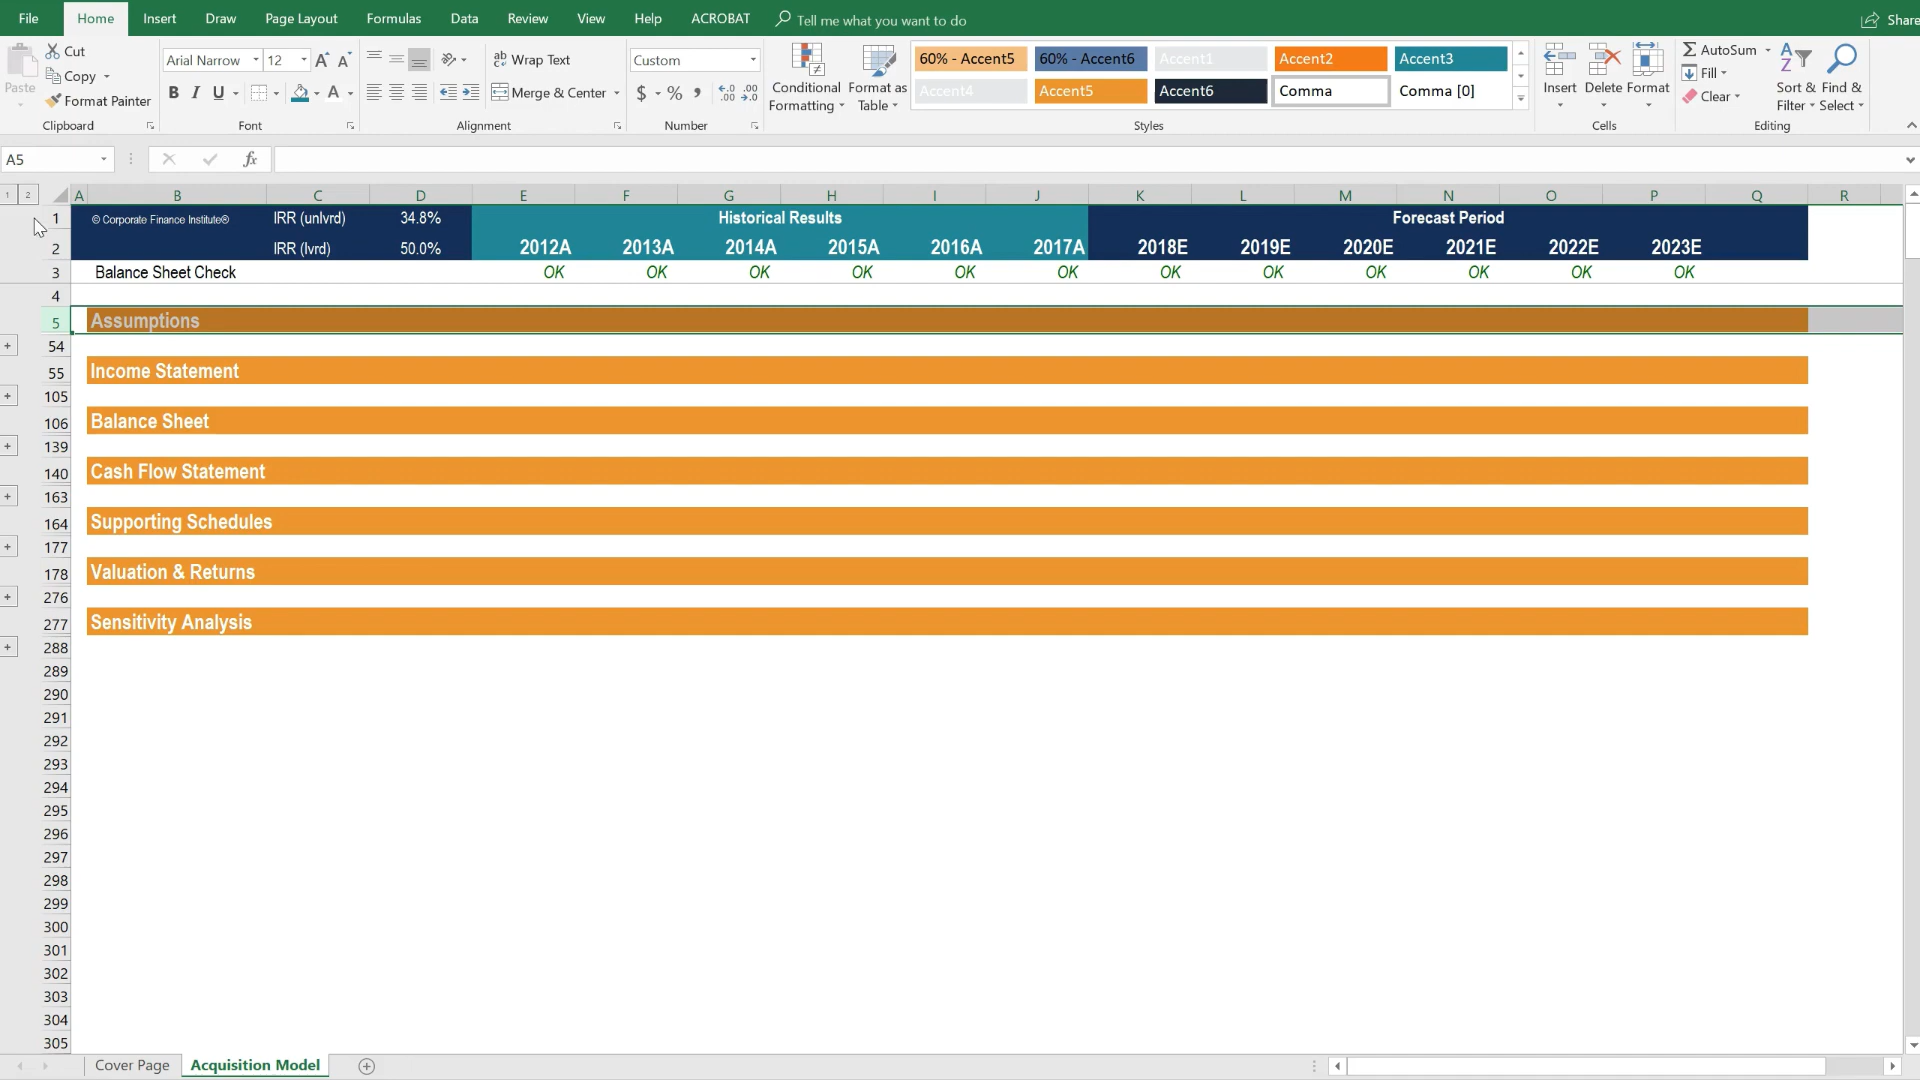 File Home Insert Draw Page Layout Formulas Data Review View Help ACROBAT Tell me what you want to do Share
Paste
Cut
Copy
Format Painter
Clipboard
Arial Narrow 12
B I U A
Font
Wrap Text
Merge & Center
Alignment
Custom
$ % ,
Number
Conditional Formatting
Format as Table
60% - Accent5 60% - Accent6 Accent1 Accent2 Accent3
Accent4 Accent5 Accent6 Comma Comma [0]
Styles
Insert Delete Format
Cells
AutoSum
Fill
Clear
Sort & Filter
Find & Select
Editing
A5 fx
1 2 A B C D E F G H I J K L M N O P Q R
1 © Corporate Finance Institute® IRR (unlvrd) 34.8% Historical Results Forecast Period
2 IRR (lvrd) 50.0% 2012A 2013A 2014A 2015A 2016A 2017A 2018E 2019E 2020E 2021E 2022E 2023E
3 Balance Sheet Check OK OK OK OK OK OK OK OK OK OK OK OK
4
5 Assumptions
54
55 Income Statement
105
106 Balance Sheet
139
140 Cash Flow Statement
163
164 Supporting Schedules
177
178 Valuation & Returns
276
277 Sensitivity Analysis
288
289
290
291
292
293
294
295
296
297
298
299
300
301
302
303
304
305
Cover Page Acquisition Model